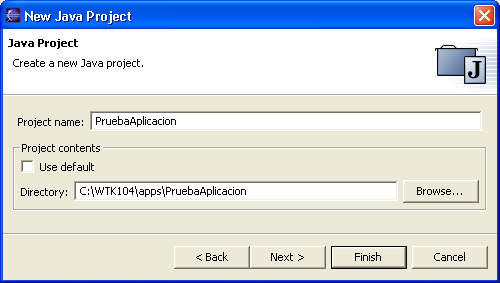 New Java Project
Java Project
Create a new Java project.
J
Project name: PruebaAplicacion
Project contents
Use default
Directory: C:\WTK104\apps\PruebaAplicacion Browse...
< Back Next > Finish Cancel